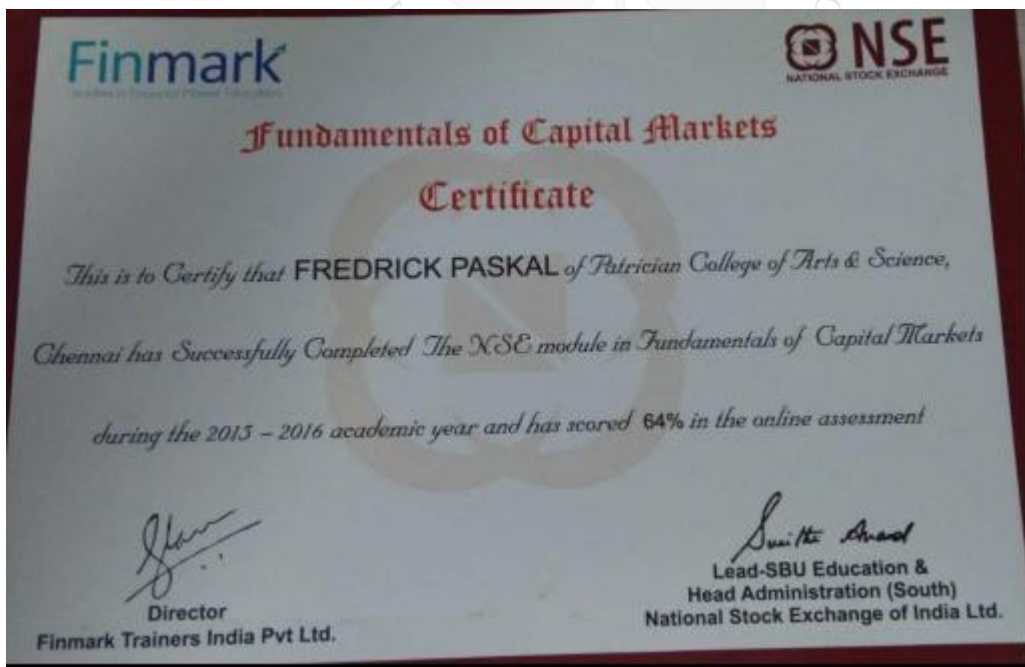 Finmark
NSE
NATIONAL STOCK EXCHANGE
Fundamentals of Capital Markets
Certificate
This is to Certify that FREDRICK PASKAL of Patrician College of Arts & Science,
Chennai has Successfully Completed The NSE module in Fundamentals of Capital Markets
during the 2015 – 2016 academic year and has scored 64% in the online assessment
Sunitha Anand
Director
Finmark Trainers India Pvt Ltd.
Lead-SBU Education &
Head Administration (South)
National Stock Exchange of India Ltd.